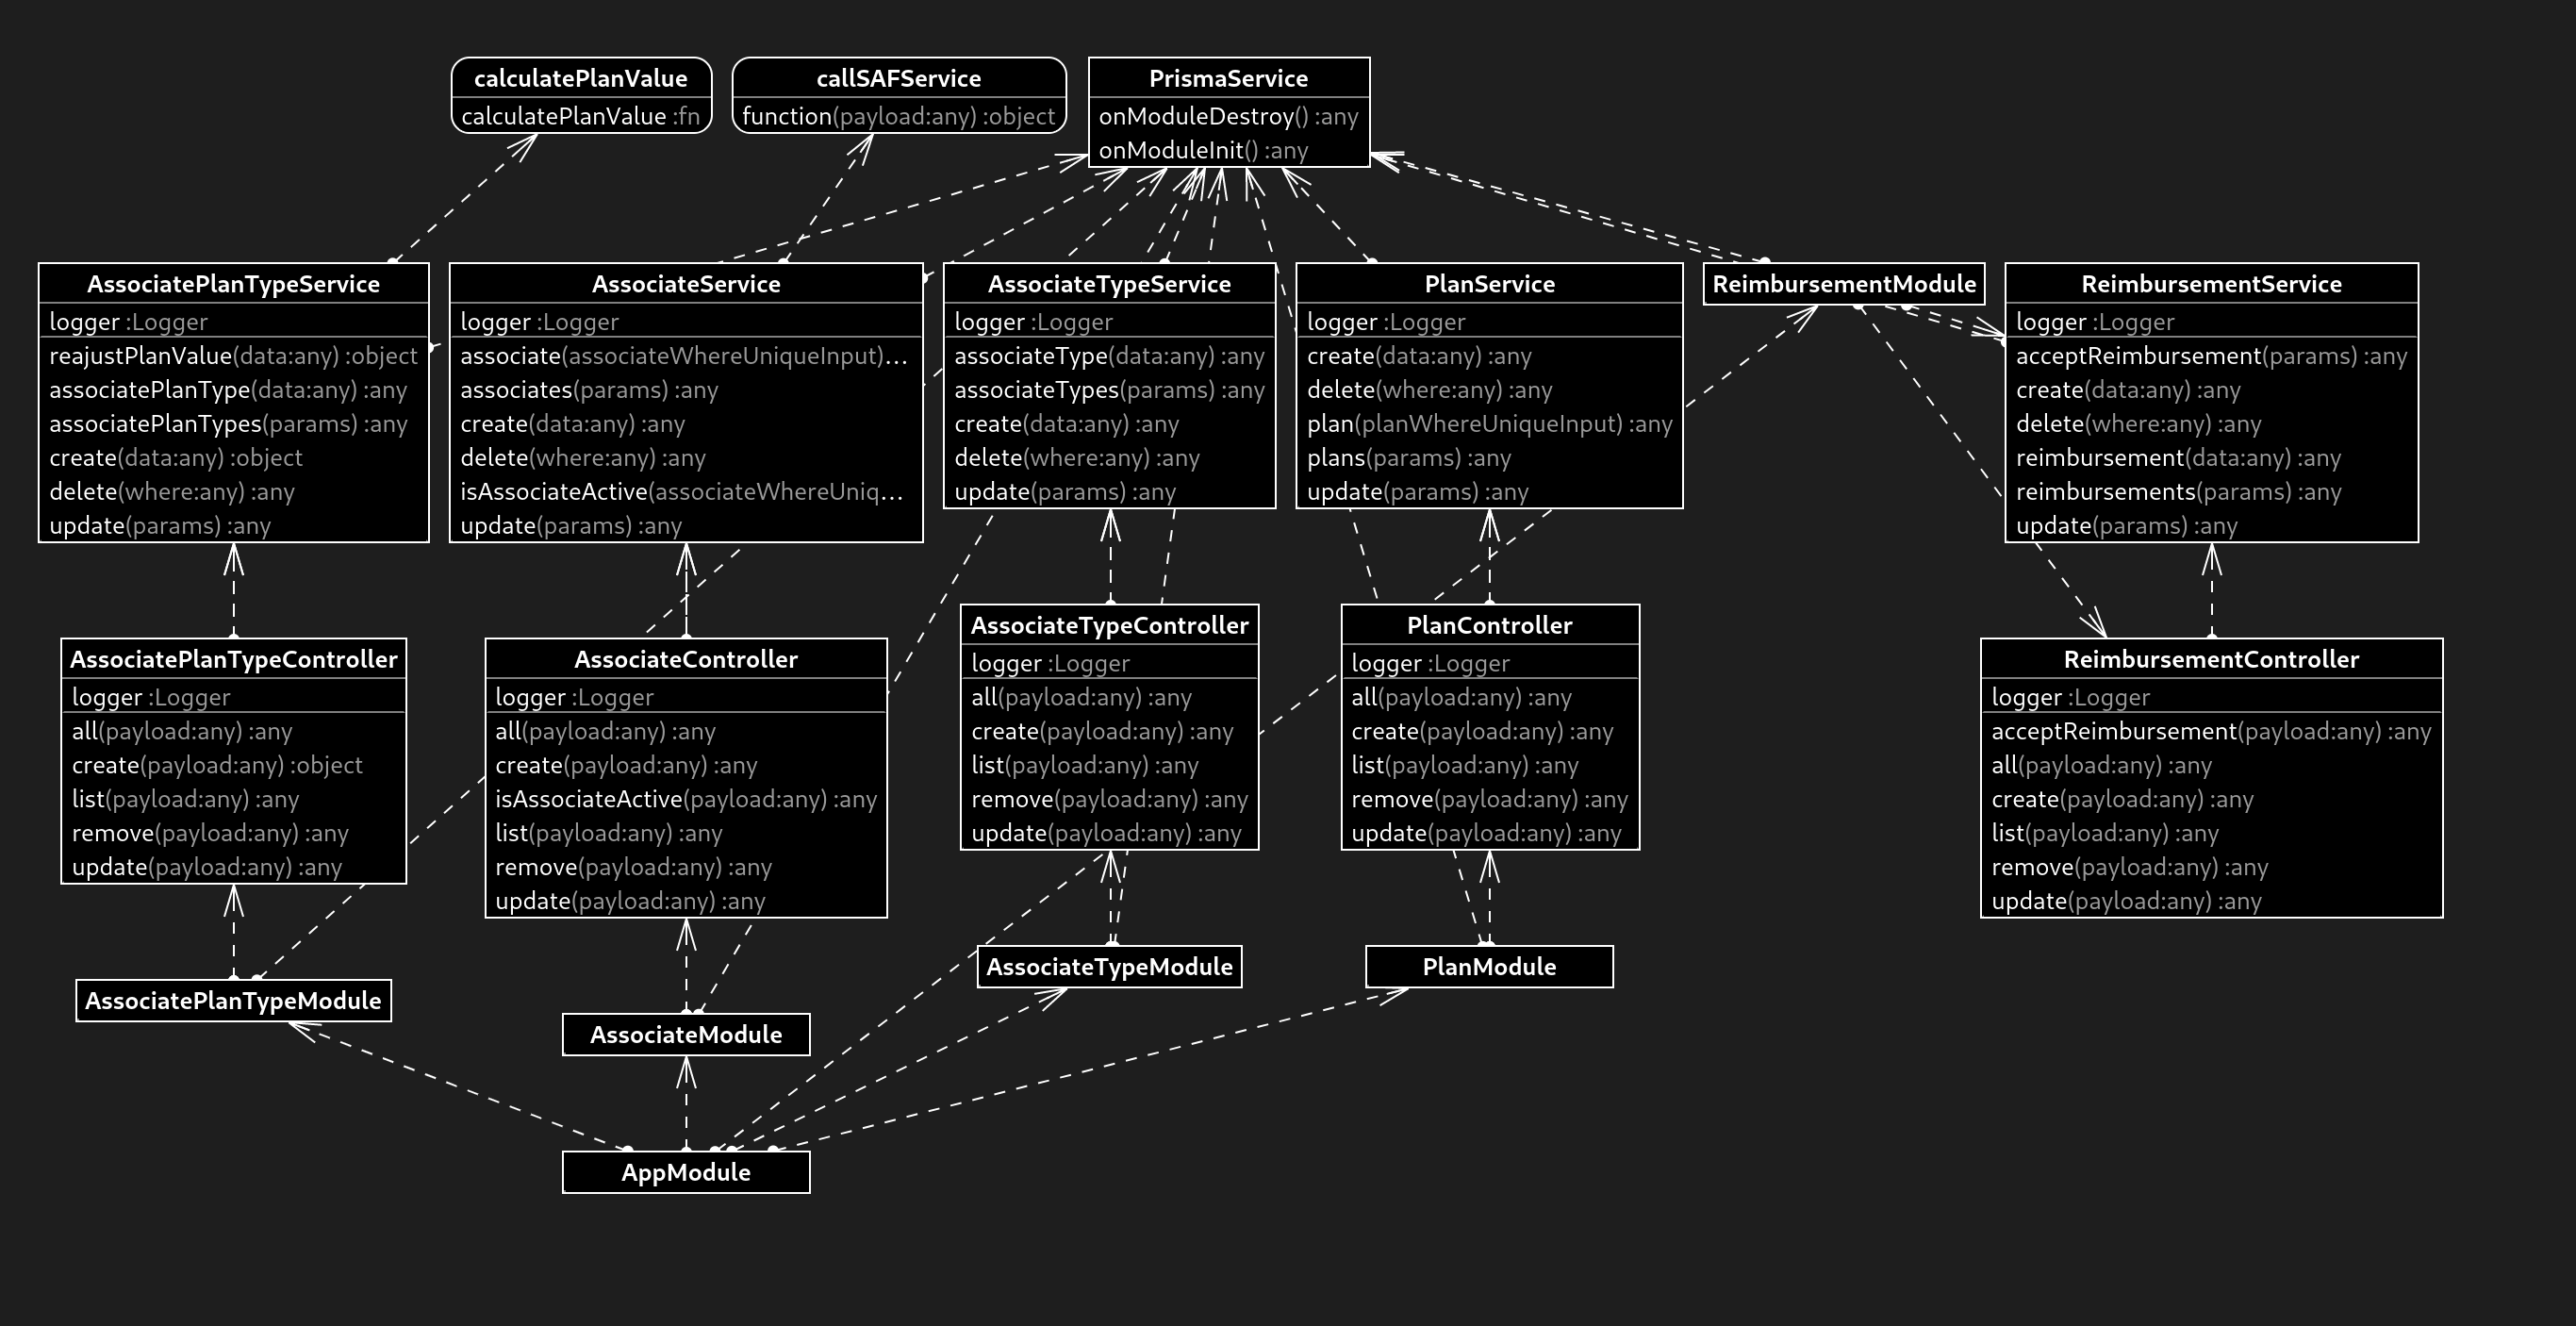 calculatePlanValue
calculatePlanValue :fn
callSAFService
function(payload:any) :object
PrismaService
onModuleDestroy() :any
onModuleInit() :any
AssociatePlanTypeService
logger :Logger
reajustPlanValue(data:any) :object
associatePlanType(data:any) :any
associatePlanTypes(params) :any
create(data:any) :object
delete(where:any) :any
update(params) :any
AssociateService
logger :Logger
associate(associateWhereUniqueInput)...
associates(params) :any
create(data:any) :any
delete(where:any) :any
isAssociateActive(associateWhereUniq...
update(params) :any
AssociateTypeService
logger :Logger
associateType(data:any) :any
associateTypes(params) :any
create(data:any) :any
delete(where:any) :any
update(params) :any
PlanService
logger :Logger
create(data:any) :any
delete(where:any) :any
plan(planWhereUniqueInput) :any
plans(params) :any
update(params) :any
ReimbursementModule
ReimbursementService
logger :Logger
acceptReimbursement(params) :any
create(data:any) :any
delete(where:any) :any
reimbursement(data:any) :any
reimbursements(params) :any
update(params) :any
AssociatePlanTypeController
logger :Logger
all(payload:any) :any
create(payload:any) :object
list(payload:any) :any
remove(payload:any) :any
update(payload:any) :any
AssociateController
logger :Logger
all(payload:any) :any
create(payload:any) :any
isAssociateActive(payload:any) :any
list(payload:any) :any
remove(payload:any) :any
update(payload:any) :any
AssociateTypeController
logger :Logger
all(payload:any) :any
create(payload:any) :any
list(payload:any) :any
remove(payload:any) :any
update(payload:any) :any
PlanController
logger :Logger
all(payload:any) :any
create(payload:any) :any
list(payload:any) :any
remove(payload:any) :any
update(payload:any) :any
ReimbursementController
logger :Logger
acceptReimbursement(payload:any) :any
all(payload:any) :any
create(payload:any) :any
list(payload:any) :any
remove(payload:any) :any
update(payload:any) :any
AssociatePlanTypeModule
AssociateModule
AssociateTypeModule
PlanModule
AppModule